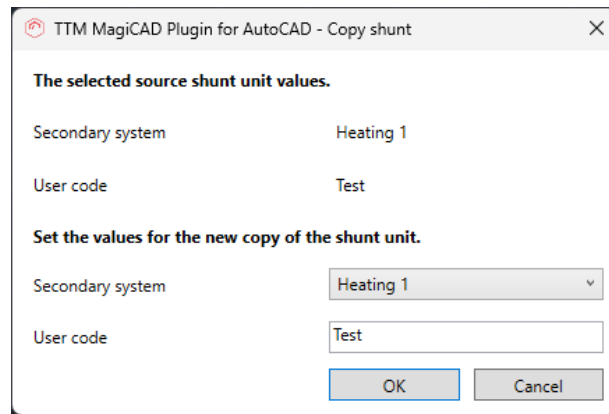 TTM MagiCAD Plugin for AutoCAD - Copy shunt
The selected source shunt unit values.
Secondary system Heating 1
User code Test
Set the values for the new copy of the shunt unit.
Secondary system Heating 1
User code Test
OK Cancel